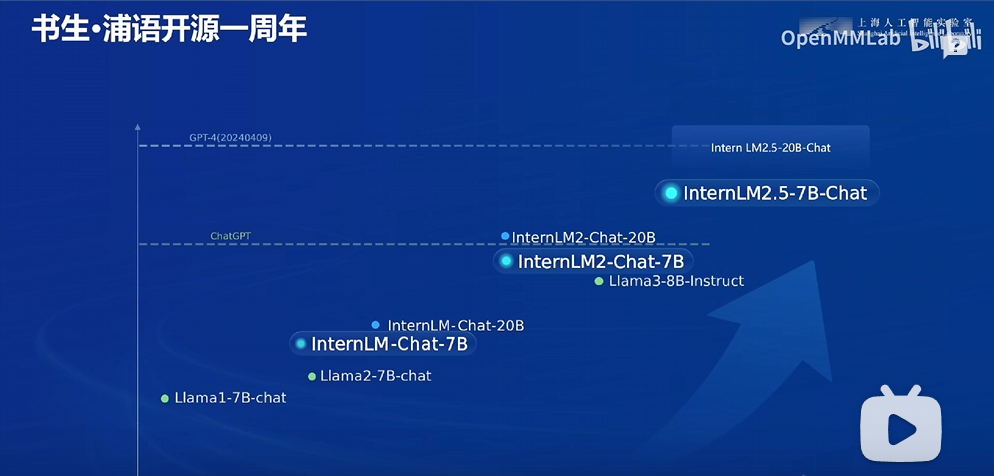 书生·浦语开源一周年
上海人工智能实验室
OpenMMLab bilibili
GPT-4(20240409)
Intern LM2.5-20B-Chat
InternLM2.5-7B-Chat
ChatGPT
InternLM2-Chat-20B
InternLM2-Chat-7B
Llama3-8B-Instruct
InternLM-Chat-20B
InternLM-Chat-7B
Llama2-7B-chat
Llama1-7B-chat